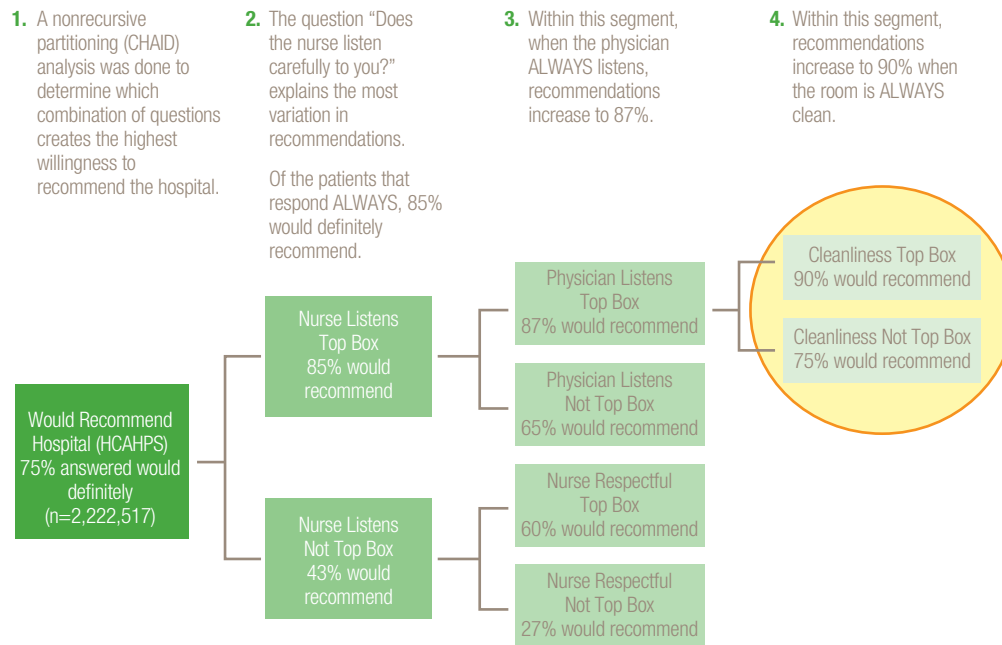 1. A nonrecursive
partitioning (CHAID)
analysis was done to
determine which
combination of questions
creates the highest
willingness to
recommend the hospital.
2. The question “Does
the nurse listen
carefully to you?”
explains the most
variation in
recommendations.
Of the patients that
respond ALWAYS, 85%
would definitely
recommend.
3. Within this segment,
when the physician
ALWAYS listens,
recommendations
increase to 87%.
4. Within this segment,
recommendations
increase to 90% when
the room is ALWAYS
clean.
Would Recommend
Hospital (HCAHPS)
75% answered would
definitely
(n=2,222,517)
Nurse Listens
Top Box
85% would
recommend
Nurse Listens
Not Top Box
43% would
recommend
Physician Listens
Top Box
87% would recommend
Physician Listens
Not Top Box
65% would recommend
Nurse Respectful
Top Box
60% would recommend
Nurse Respectful
Not Top Box
27% would recommend
Cleanliness Top Box
90% would recommend
Cleanliness Not Top Box
75% would recommend